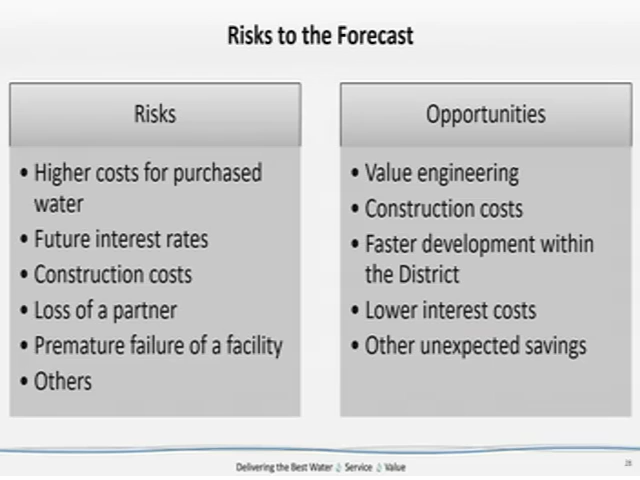 Risks to the Forecast
Risks
• Higher costs for purchased
water
• Future interest rates
• Construction costs
• Loss of a partner
• Premature failure of a facility
• Others
Opportunities
• Value engineering
• Construction costs
• Faster development within
the District
• Lower interest costs
• Other unexpected savings
Delivering the Best Water Service Value